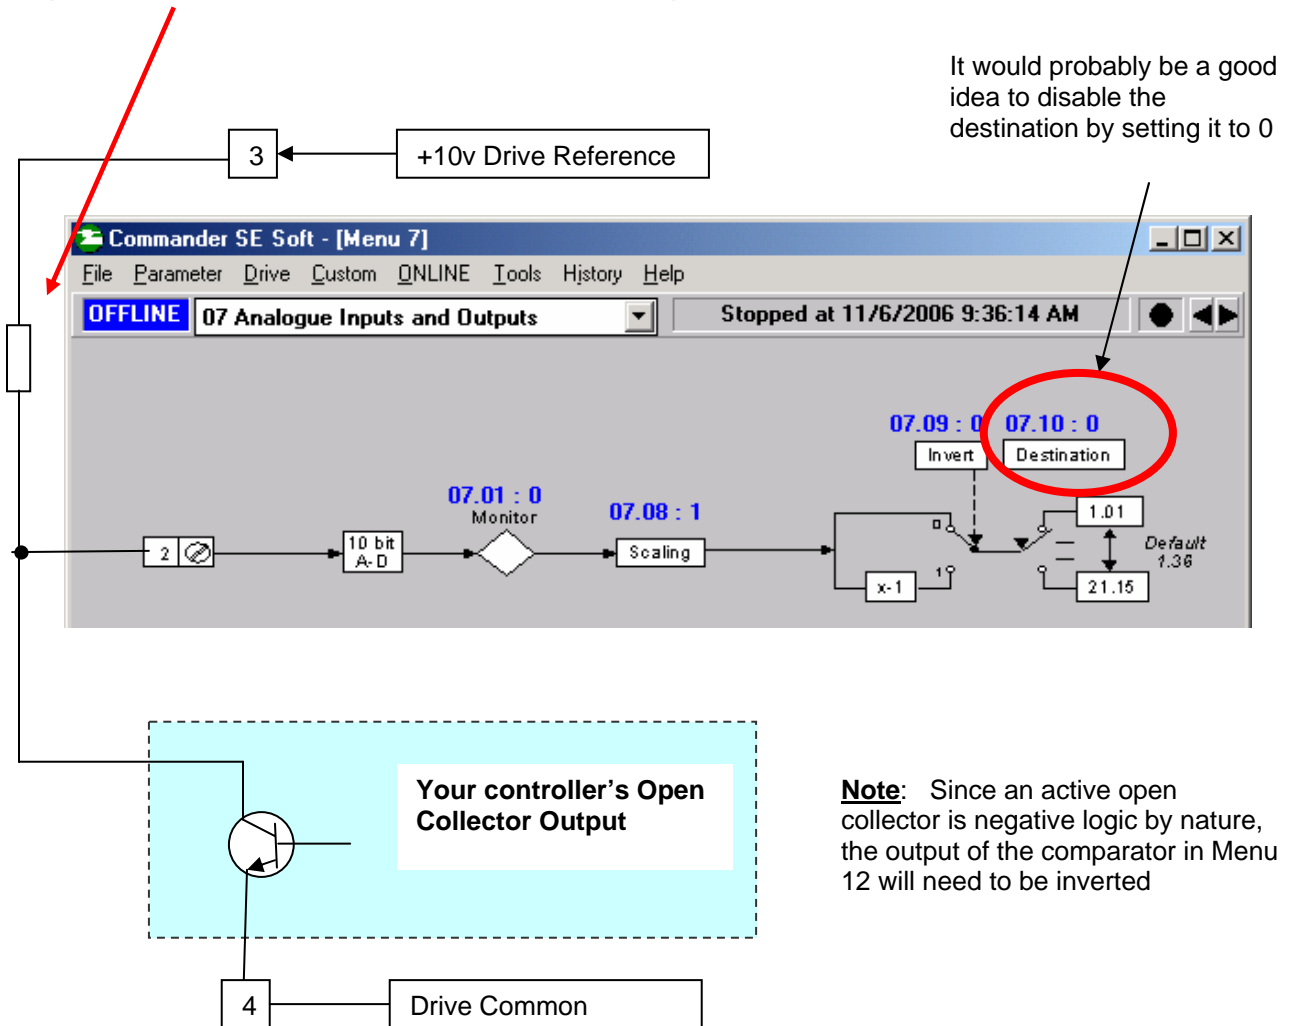 It would probably be a good
idea to disable the
destination by setting it to 0
3
+10v Drive Reference
Commander SE Soft - [Menu 7]
File Parameter Drive Custom ONLINE Tools History Help
OFFLINE 07 Analogue Inputs and Outputs Stopped at 11/6/2006 9:36:14 AM
07.09 : 0 07.10 : 0
Invert Destination
07.01 : 0
Monitor
07.08 : 1
2
10 bit
A-D
Scaling
0
1
x-1
1.01
Default
1.36
21.15
Your controller's Open
Collector Output
Note: Since an active open
collector is negative logic by nature,
the output of the comparator in Menu
12 will need to be inverted
4
Drive Common